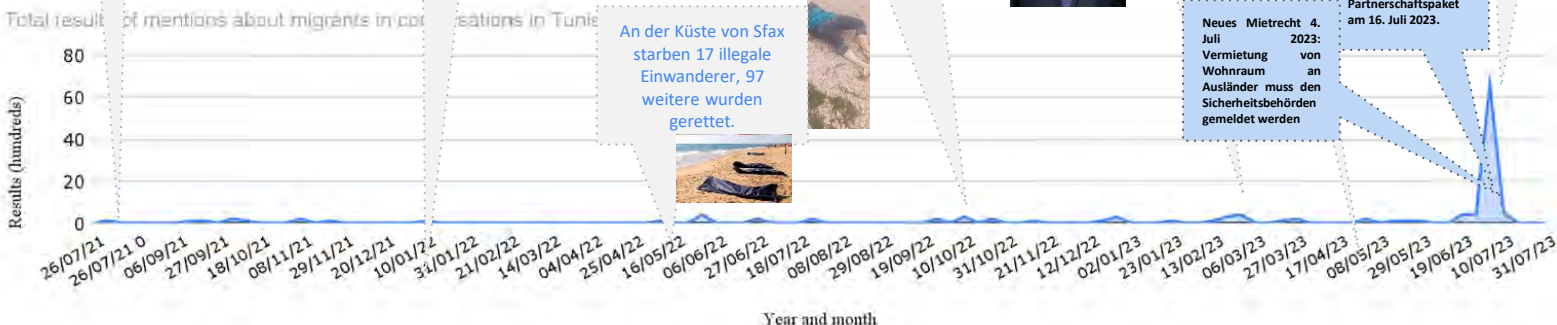 Total results of mentions about migrants in conversations in Tunis
80
60
40
20
0
Results (hundreds)
An der Küste von Sfax
starben 17 illegale
Einwanderer, 97
weitere wurden
gerettet.
Partnerschaftspaket
am 16. Juli 2023.
Neues Mietrecht 4.
Juli 2023:
Vermietung von
Wohnraum an
Ausländer muss den
Sicherheitsbehörden
gemeldet werden
26/07/21
26/07/21 0
06/09/21
27/09/21
18/10/21
08/11/21
29/11/21
20/12/21
10/01/22
31/01/22
21/02/22
14/03/22
04/04/22
25/04/22
16/05/22
06/06/22
27/06/22
18/07/22
08/08/22
29/08/22
19/09/22
10/10/22
31/10/22
21/11/22
12/12/22
02/01/23
23/01/23
13/02/23
06/03/23
27/03/23
17/04/23
08/05/23
29/05/23
19/06/23
10/07/23
31/07/23
Year and month